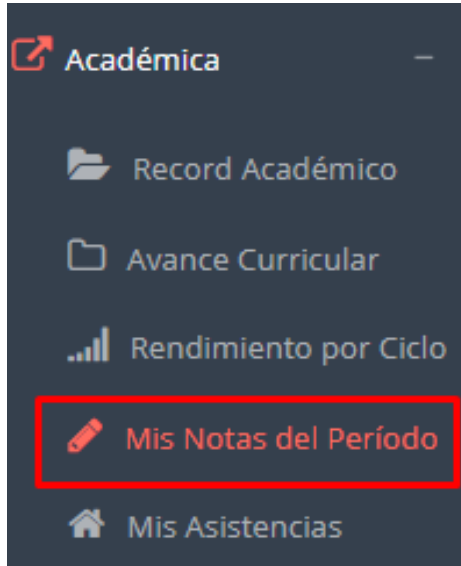 Académica
Record Académico
Avance Curricular
Rendimiento por Ciclo
Mis Notas del Período
Mis Asistencias